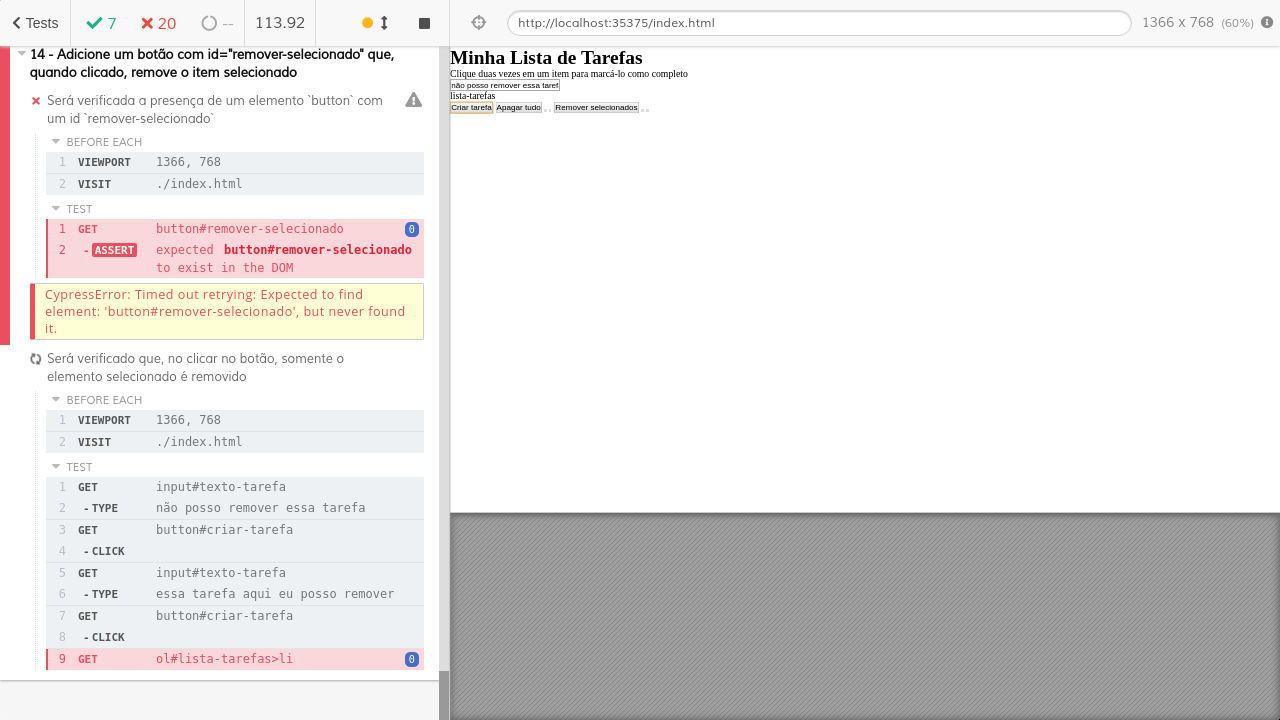 Tests
7
20
--
113.92
http://localhost:35375/index.html
1366 x 768 (60%)
14 - Adicione um botão com id="remover-selecionado" que,
quando clicado, remove o item selecionado
Será verificada a presença de um elemento `button` com
um id `remover-selecionado`
BEFORE EACH
1 VIEWPORT 1366, 768
2 VISIT ./index.html
TEST
1 GET button#remover-selecionado 0
2 - ASSERT expected button#remover-selecionado
to exist in the DOM
CypressError: Timed out retrying: Expected to find
element: 'button#remover-selecionado', but never found
it.
Será verificado que, no clicar no botão, somente o
elemento selecionado é removido
BEFORE EACH
1 VIEWPORT 1366, 768
2 VISIT ./index.html
TEST
1 GET input#texto-tarefa
2 - TYPE não posso remover essa tarefa
3 GET button#criar-tarefa
4 - CLICK
5 GET input#texto-tarefa
6 - TYPE essa tarefa aqui eu posso remover
7 GET button#criar-tarefa
8 - CLICK
9 GET ol#lista-tarefas>li 0
Minha Lista de Tarefas
Clique duas vezes em um item para marcá-lo como completo
não posso remover essa taref
lista-tarefas
Criar tarefa Apagar tudo Remover selecionados